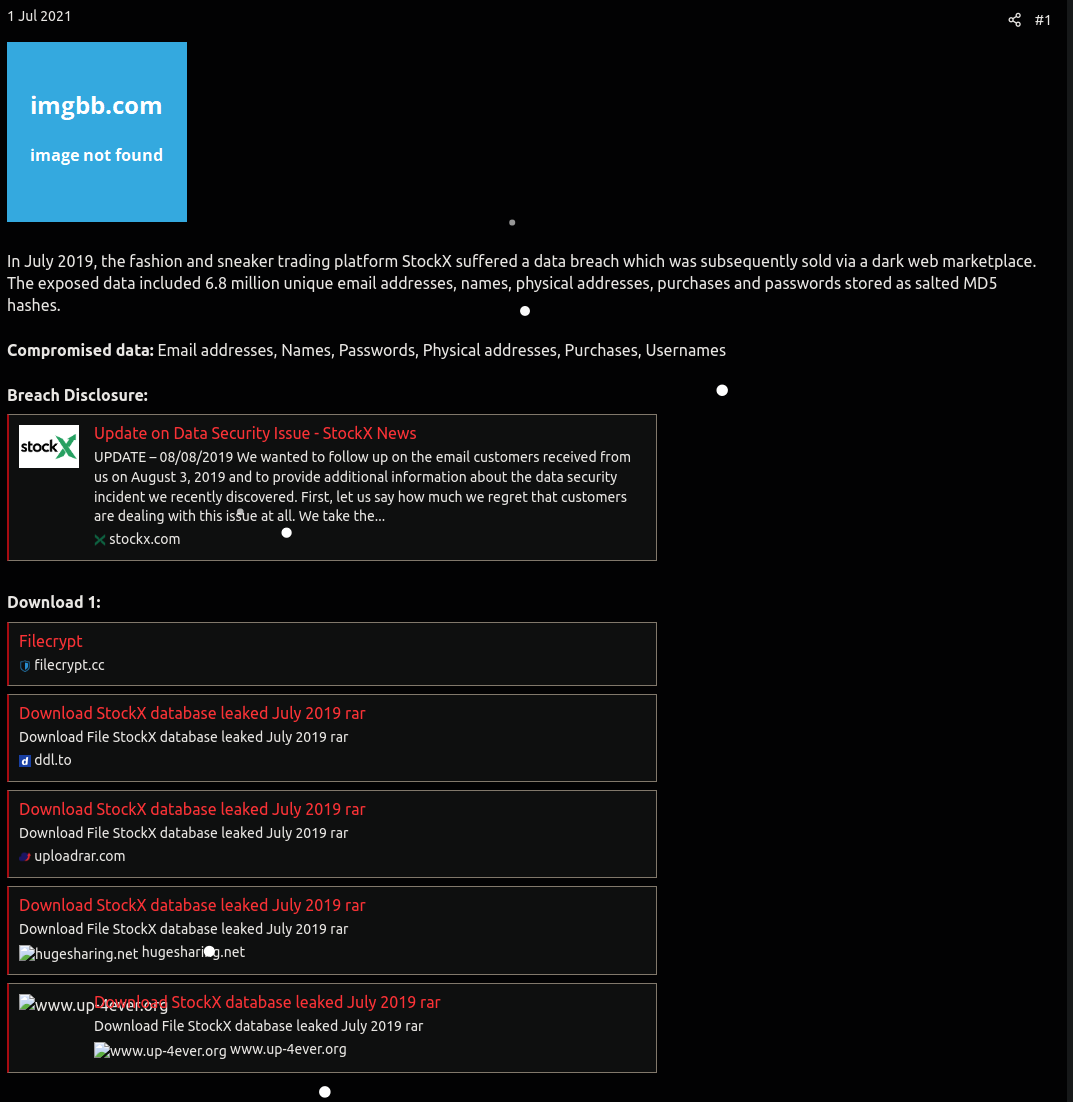 1 Jul 2021
#1
imgbb.com
image not found
In July 2019, the fashion and sneaker trading platform StockX suffered a data breach which was subsequently sold via a dark web marketplace.
The exposed data included 6.8 million unique email addresses, names, physical addresses, purchases and passwords stored as salted MD5
hashes.
Compromised data: Email addresses, Names, Passwords, Physical addresses, Purchases, Usernames
Breach Disclosure:
stockX
Update on Data Security Issue - StockX News
UPDATE – 08/08/2019 We wanted to follow up on the email customers received from
us on August 3, 2019 and to provide additional information about the data security
incident we recently discovered. First, let us say how much we regret that customers
are dealing with this issue at all. We take the...
stockx.com
Download 1:
Filecrypt
filecrypt.cc
Download StockX database leaked July 2019 rar
Download File StockX database leaked July 2019 rar
ddl.to
Download StockX database leaked July 2019 rar
Download File StockX database leaked July 2019 rar
uploadrar.com
Download StockX database leaked July 2019 rar
Download File StockX database leaked July 2019 rar
hugesharing.net hugesharing.net
www.up-4ever.org
Download StockX database leaked July 2019 rar
Download File StockX database leaked July 2019 rar
www.up-4ever.org www.up-4ever.org